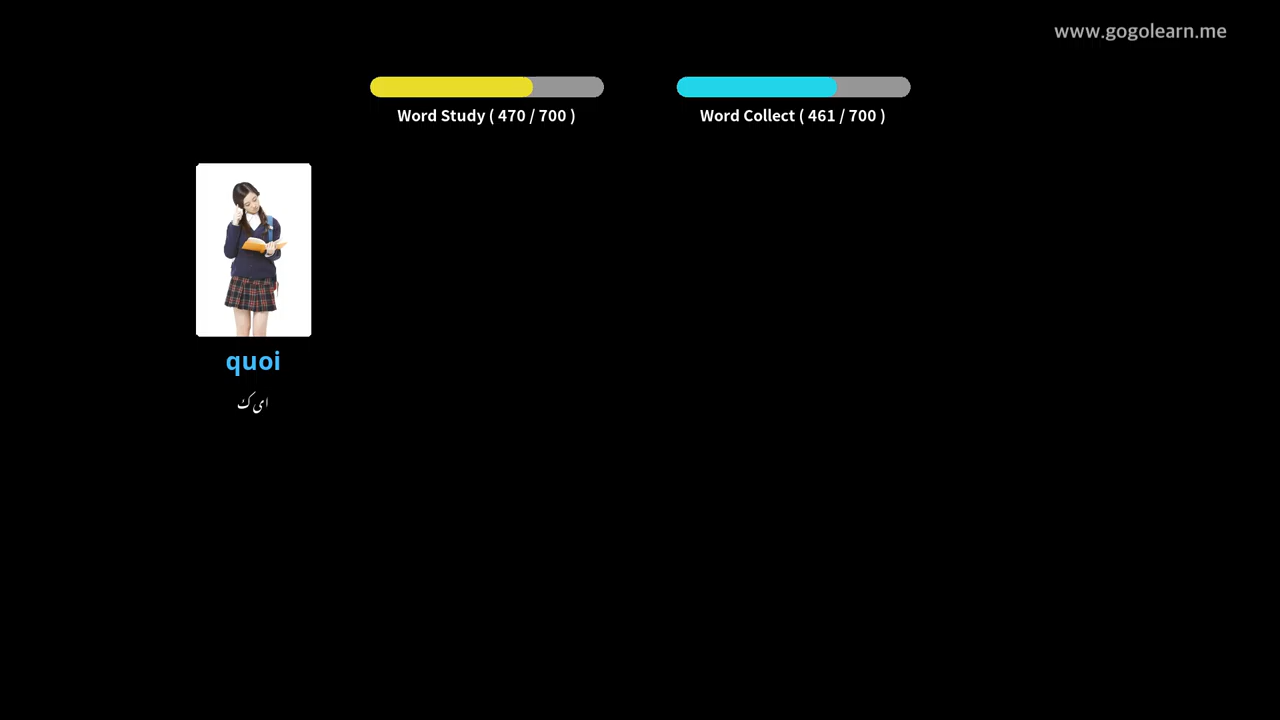 www.gogolearn.me
Word Study ( 470 / 700 )
Word Collect ( 461 / 700 )
quoi
ای ک